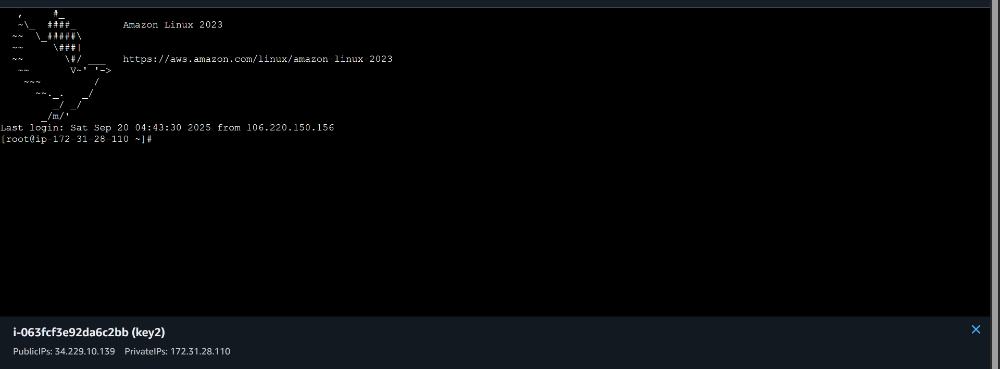 ,     #_
   ~\_  ####_        Amazon Linux 2023
  ~~  \_#####\
  ~~     \###|
  ~~       \#/ ___   https://aws.amazon.com/linux/amazon-linux-2023
   ~~       V~' '->
    ~~~         /
      ~~._.   _/
         _/ _/
       _/m/'
Last login: Sat Sep 20 04:43:30 2025 from 106.220.150.156
[root@ip-172-31-28-110 ~]#
i-063fcf3e92da6c2bb (key2)
PublicIPs: 34.229.10.139 PrivateIPs: 172.31.28.110